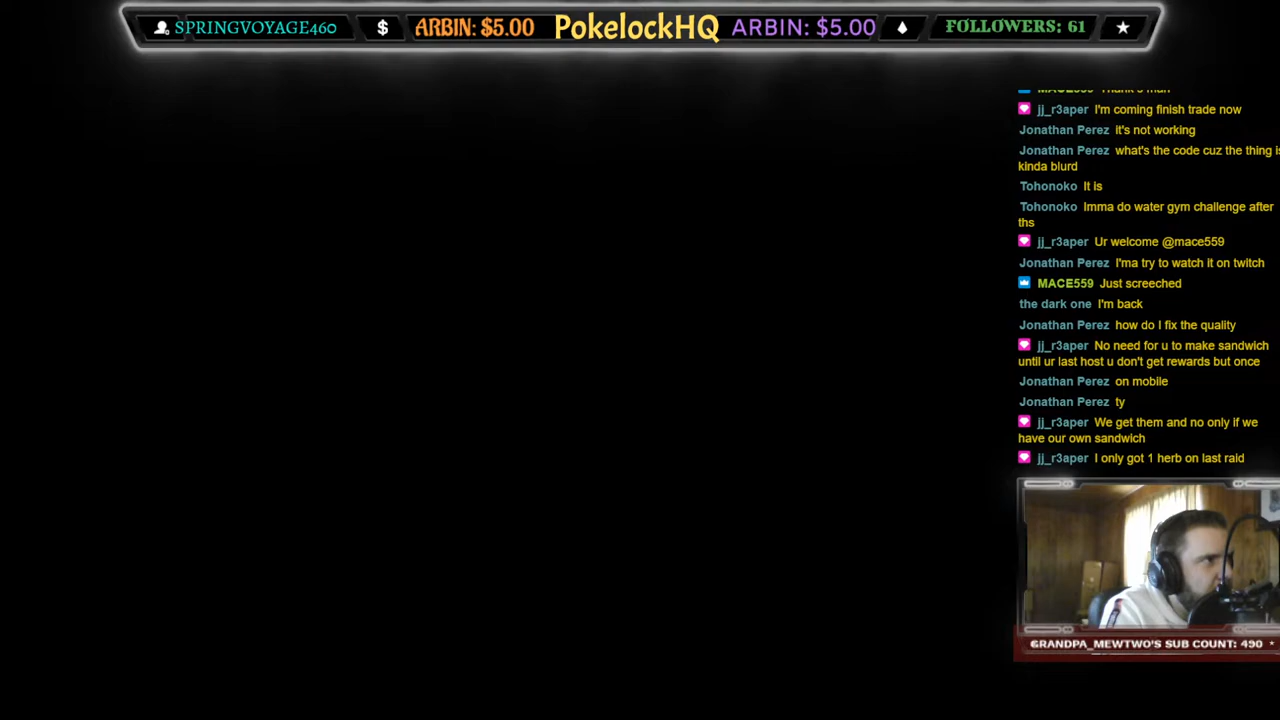 SPRINGVOYAGE460 $ ARBIN: $5.00 PokelockHQ ARBIN: $5.00 FOLLOWERS: 61
MACE559 Thank's man
jj_r3aper I'm coming finish trade now
Jonathan Perez it's not working
Jonathan Perez what's the code cuz the thing is
kinda blurd
Tohonoko It is
Tohonoko Imma do water gym challenge after
ths
jj_r3aper Ur welcome @mace559
Jonathan Perez I'ma try to watch it on twitch
MACE559 Just screeched
the dark one I'm back
Jonathan Perez how do I fix the quality
jj_r3aper No need for u to make sandwich
until ur last host u don't get rewards but once
Jonathan Perez on mobile
Jonathan Perez ty
jj_r3aper We get them and no only if we
have our own sandwich
jj_r3aper I only got 1 herb on last raid
GRANDPA_MEWTWO'S SUB COUNT: 490 *